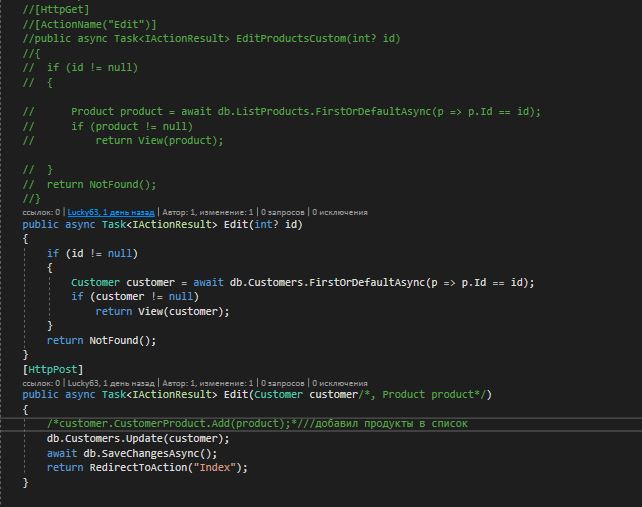 //[HttpGet]
//[ActionName("Edit")]
//public async Task<IActionResult> EditProductsCustom(int? id)
//{
//  if (id != null)
//  {
//      Product product = await db.ListProducts.FirstOrDefaultAsync(p => p.Id == id);
//      if (product != null)
//          return View(product);
//  }
//  return NotFound();
//}
ссылок: 0 | Lucky63, 1 день назад | Автор: 1, изменение: 1 | 0 запросов | 0 исключения
public async Task<IActionResult> Edit(int? id)
{
    if (id != null)
    {
        Customer customer = await db.Customers.FirstOrDefaultAsync(p => p.Id == id);
        if (customer != null)
            return View(customer);
    }
    return NotFound();
}
[HttpPost]
ссылок: 0 | Lucky63, 1 день назад | Автор: 1, изменение: 1 | 0 запросов | 0 исключения
public async Task<IActionResult> Edit(Customer customer/*, Product product*/)
{
    /*customer.CustomerProduct.Add(product);*///добавил продукты в список
    db.Customers.Update(customer);
    await db.SaveChangesAsync();
    return RedirectToAction("Index");
}